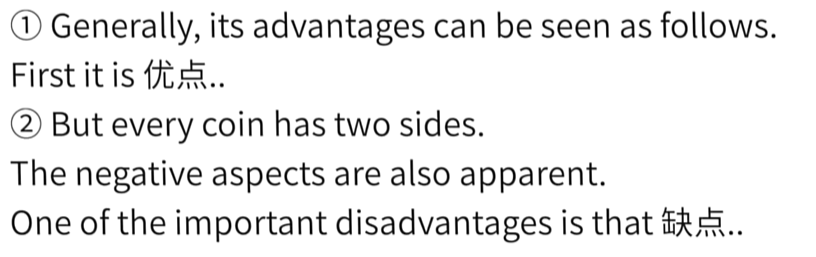 ① Generally, its advantages can be seen as follows.
First it is 优点..
② But every coin has two sides.
The negative aspects are also apparent.
One of the important disadvantages is that 缺点..